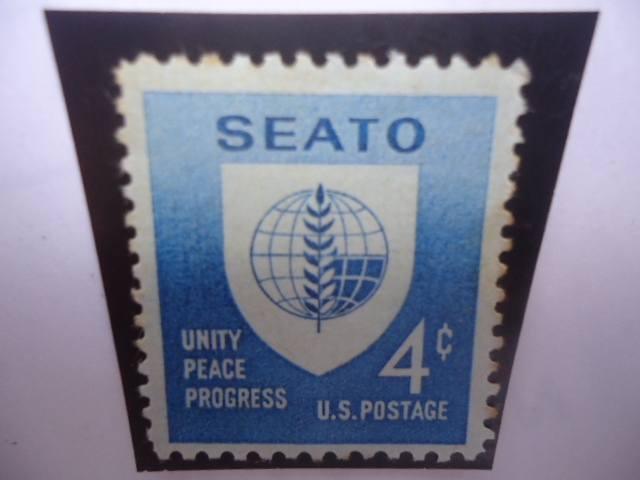 SEATO
UNITY
PEACE
PROGRESS
4¢
U.S. POSTAGE